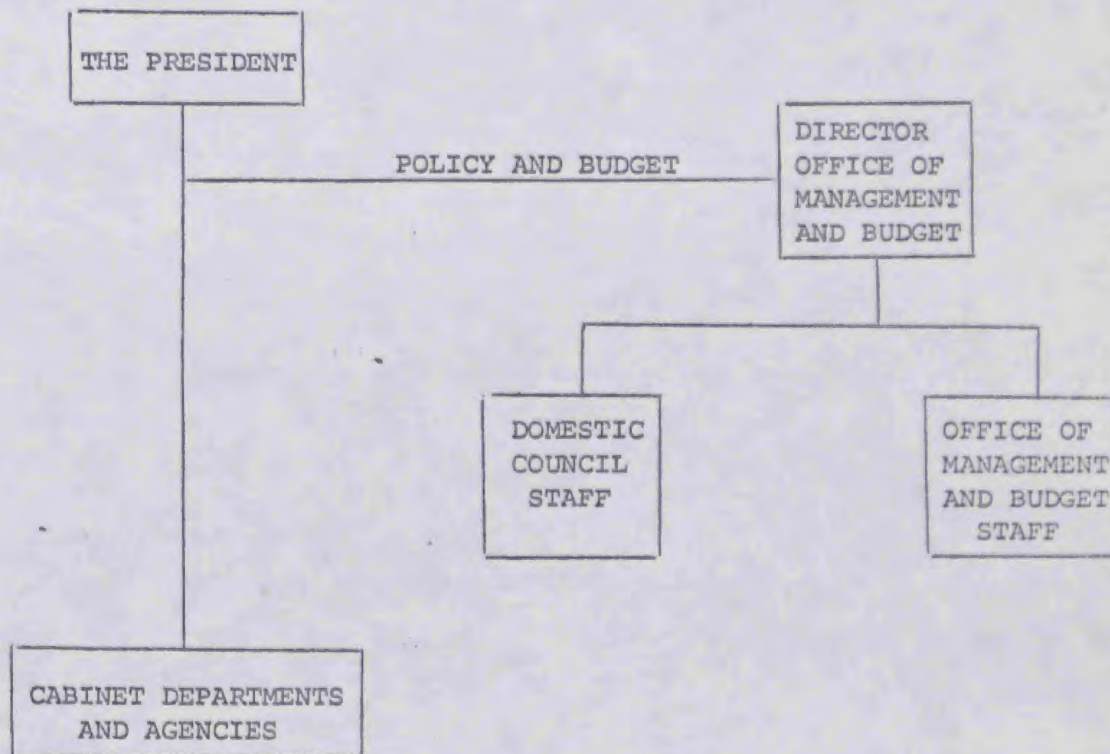 THE PRESIDENT
POLICY AND BUDGET
DIRECTOR
OFFICE OF
MANAGEMENT
AND BUDGET
DOMESTIC
COUNCIL
STAFF
OFFICE OF
MANAGEMENT
AND BUDGET
STAFF
CABINET DEPARTMENTS
AND AGENCIES